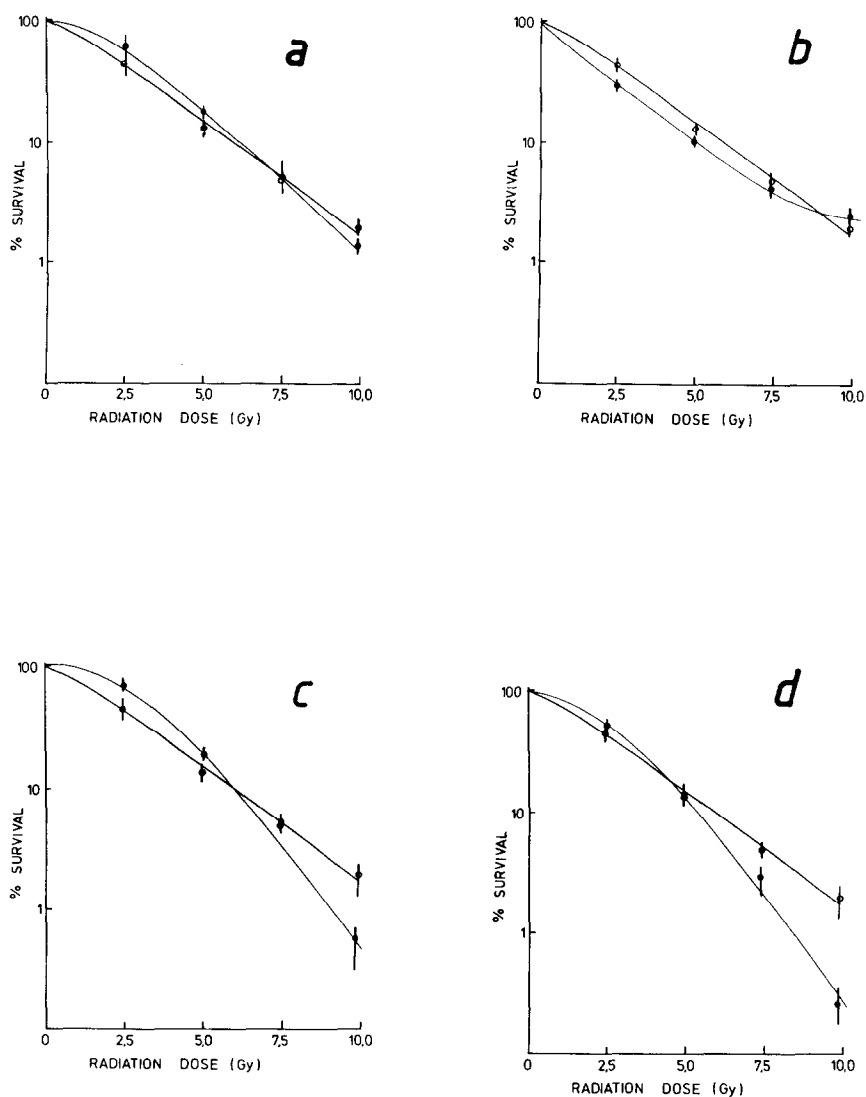 a
100
10
1
% SURVIVAL
0 2,5 5,0 7,5 10,0
RADIATION DOSE (Gy)
b
100
10
1
% SURVIVAL
0 2,5 5,0 7,5 10,0
RADIATION DOSE (Gy)
c
100
10
1
% SURVIVAL
0 2,5 5,0 7,5 10,0
RADIATION DOSE (Gy)
d
100
10
1
% SURVIVAL
0 2,5 5,0 7,5 10,0
RADIATION DOSE (Gy)